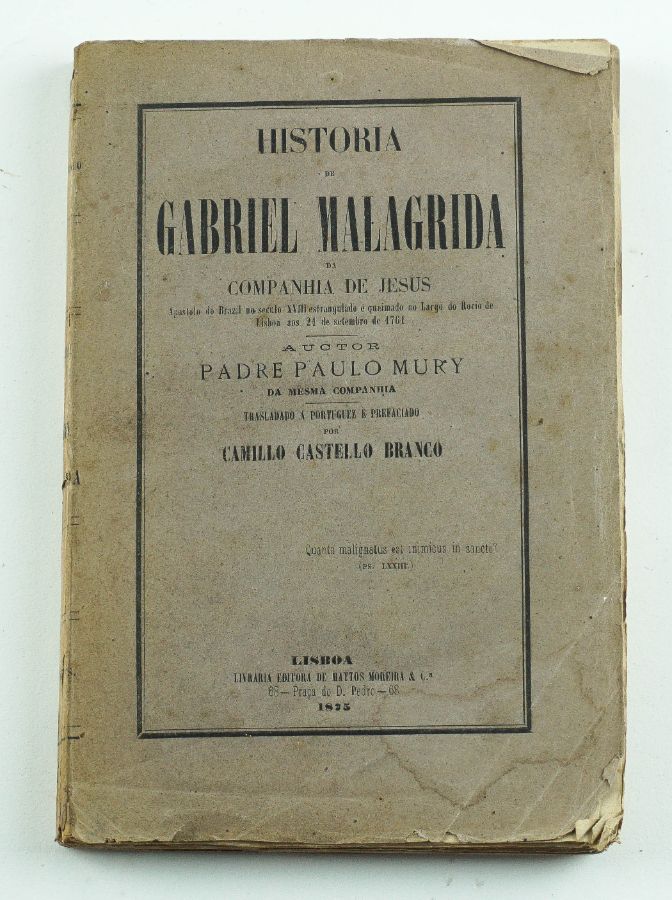 HISTORIA
DE
GABRIEL MALAGRIDA
DA
COMPANHIA DE JESUS
Apostolo do Brazil no seculo XVIII estrangulado e queimado no Largo do Rocio de
Lisboa aos 21 de setembro de 1761
AUCTOR
PADRE PAULO MURY
DA MESMA COMPANHIA
TRASLADADO A PORTUGUEZ E PREFACIADO
POR
CAMILLO CASTELLO BRANCO
Quanta malignatus est inimicus in sancto!
(PS. LXXIII.)
LISBOA
LIVRARIA EDITORA DE MATTOS MOREIRA & C.ª
68—Praça de D. Pedro—68
1875